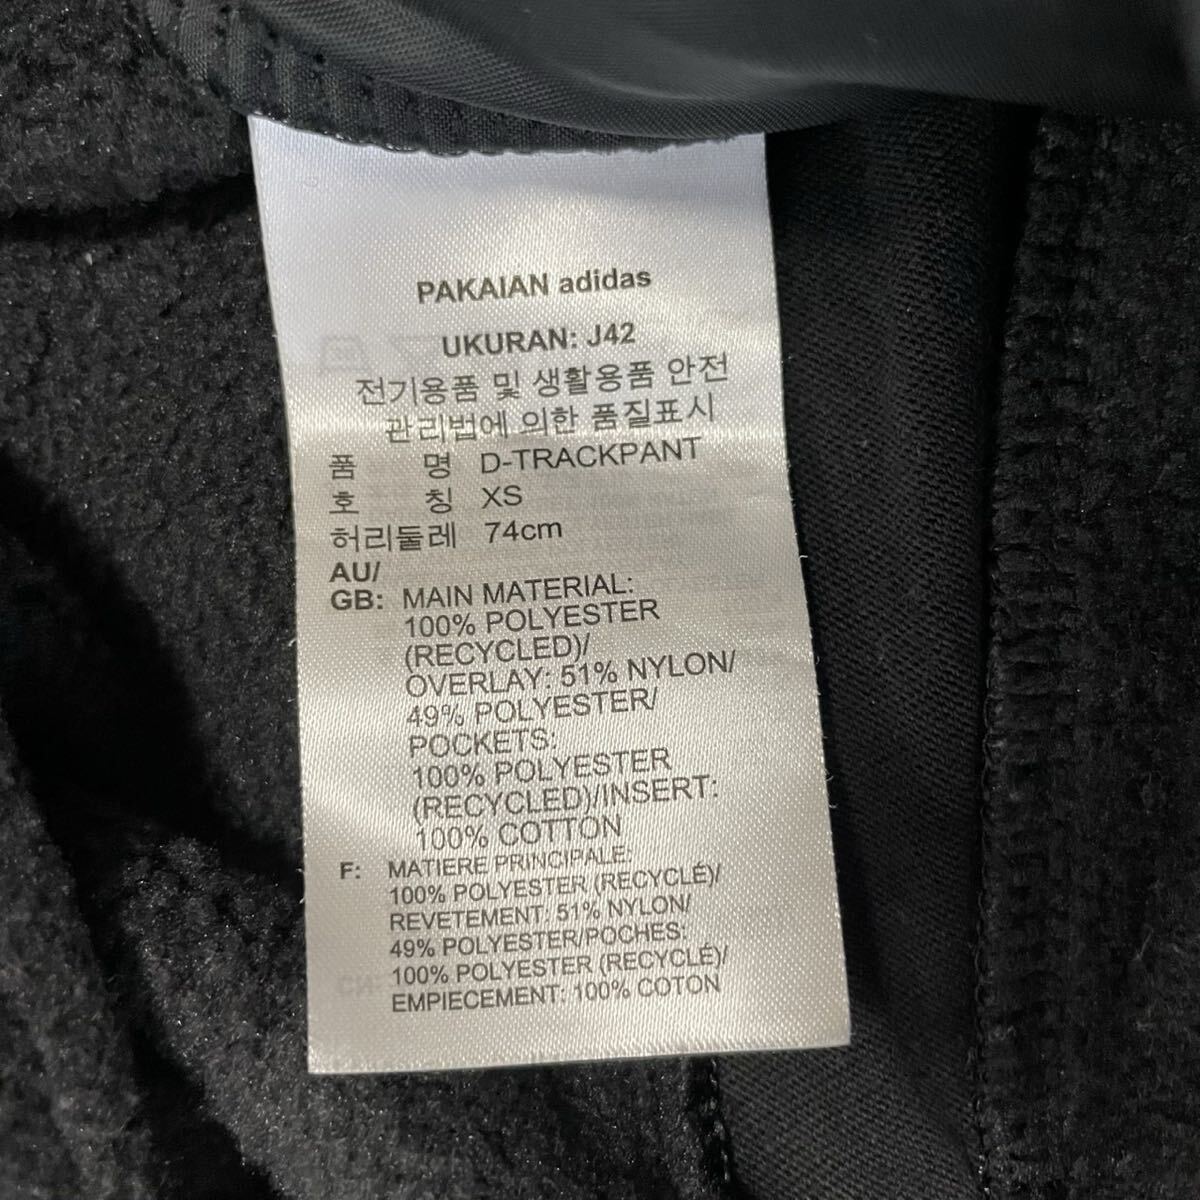 PAKAIAN adidas
UKURAN: J42
전기용품 및 생활용품 안전
관리법에 의한 품질표시
품 명 D-TRACKPANT
호 칭 XS
허리둘레 74cm
AU/
GB: MAIN MATERIAL:
100% POLYESTER
(RECYCLED)/
OVERLAY: 51% NYLON/
49% POLYESTER/
POCKETS:
100% POLYESTER
(RECYCLED)/INSERT:
100% COTTON
F: MATIERE PRINCIPALE:
100% POLYESTER (RECYCLÉ)/
REVETEMENT: 51% NYLON/
49% POLYESTER/POCHES:
100% POLYESTER (RECYCLÉ)/
EMPIECEMENT: 100% COTON